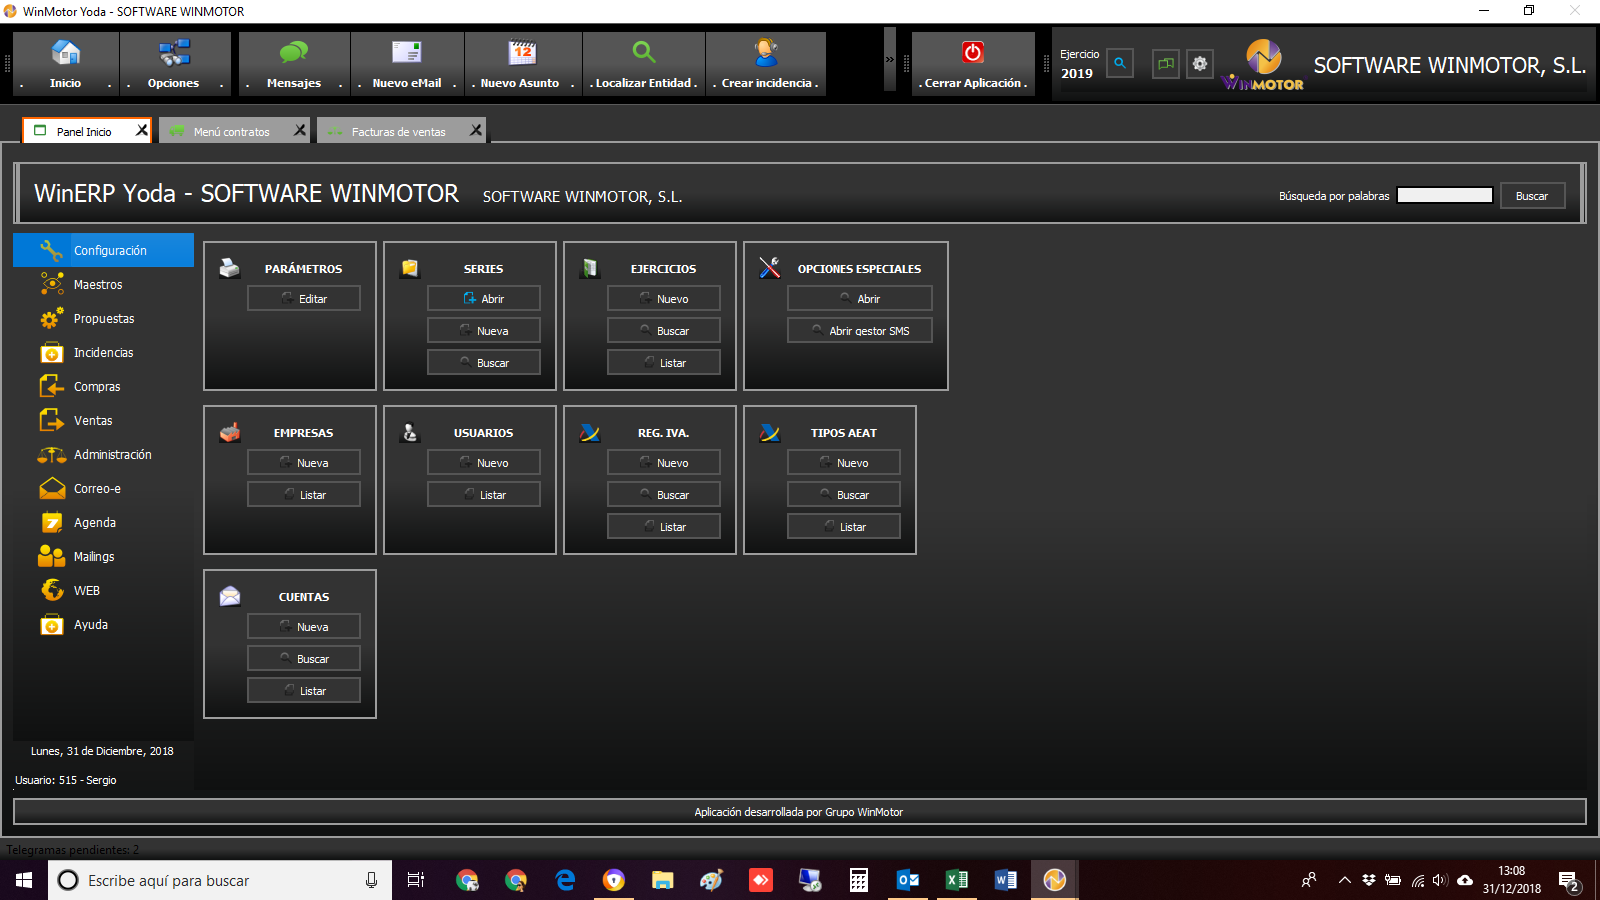 WinMotor Yoda - SOFTWARE WINMOTOR
. Inicio .
. Opciones .
. Mensajes .
. Nuevo eMail .
12
. Nuevo Asunto .
. Localizar Entidad .
. Crear incidencia .
»
. Cerrar Aplicación .
Ejercicio
2019
WINMOTOR
SOFTWARE WINMOTOR, S.L.
Panel Inicio
Menú contratos
Facturas de ventas
WinERP Yoda - SOFTWARE WINMOTOR SOFTWARE WINMOTOR, S.L.
Búsqueda por palabras
Buscar
Configuración
Maestros
Propuestas
Incidencias
Compras
Ventas
Administración
Correo-e
7
Agenda
Mailings
WEB
Ayuda
PARÁMETROS
Editar
SERIES
Abrir
Nueva
Buscar
EJERCICIOS
Nuevo
Buscar
Listar
OPCIONES ESPECIALES
Abrir
Abrir gestor SMS
EMPRESAS
Nueva
Listar
USUARIOS
Nuevo
Listar
REG. IVA.
Nuevo
Buscar
Listar
TIPOS AEAT
Nuevo
Buscar
Listar
CUENTAS
Nueva
Buscar
Listar
Lunes, 31 de Diciembre, 2018
Usuario: 515 - Sergio
Aplicación desarrollada por Grupo WinMotor
Telegramas pendientes: 2
Escribe aquí para buscar
13:08
31/12/2018
2